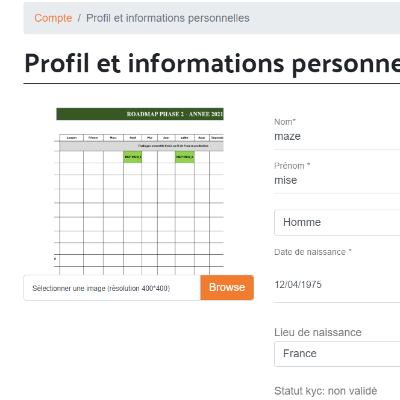 Compte / Profil et informations personnelles
Profil et informations personne
ROADMAP PHASE 2 - ANNEE 2021
Nom*
maze
Prénom *
mise
Homme
Date de naissance *
12/04/1975
Sélectionner une image (résolution 400*400)
Browse
Lieu de naissance
France
Statut kyc: non validé